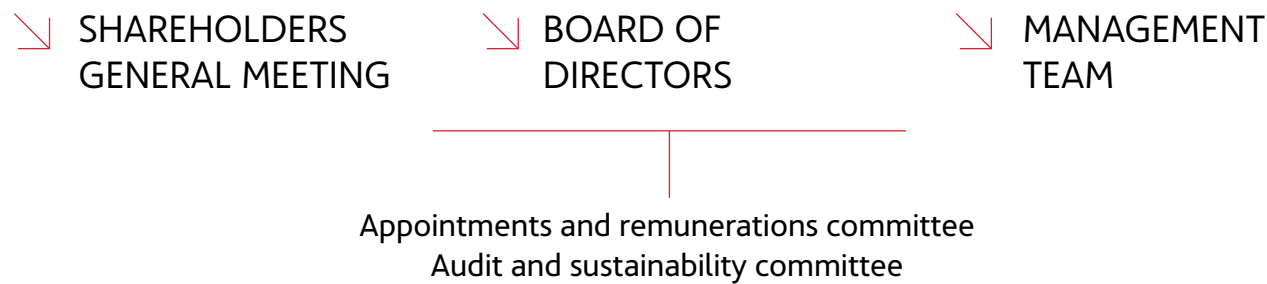 SHAREHOLDERS
GENERAL MEETING
BOARD OF
DIRECTORS
MANAGEMENT
TEAM
Appointments and remunerations committee
Audit and sustainability committee